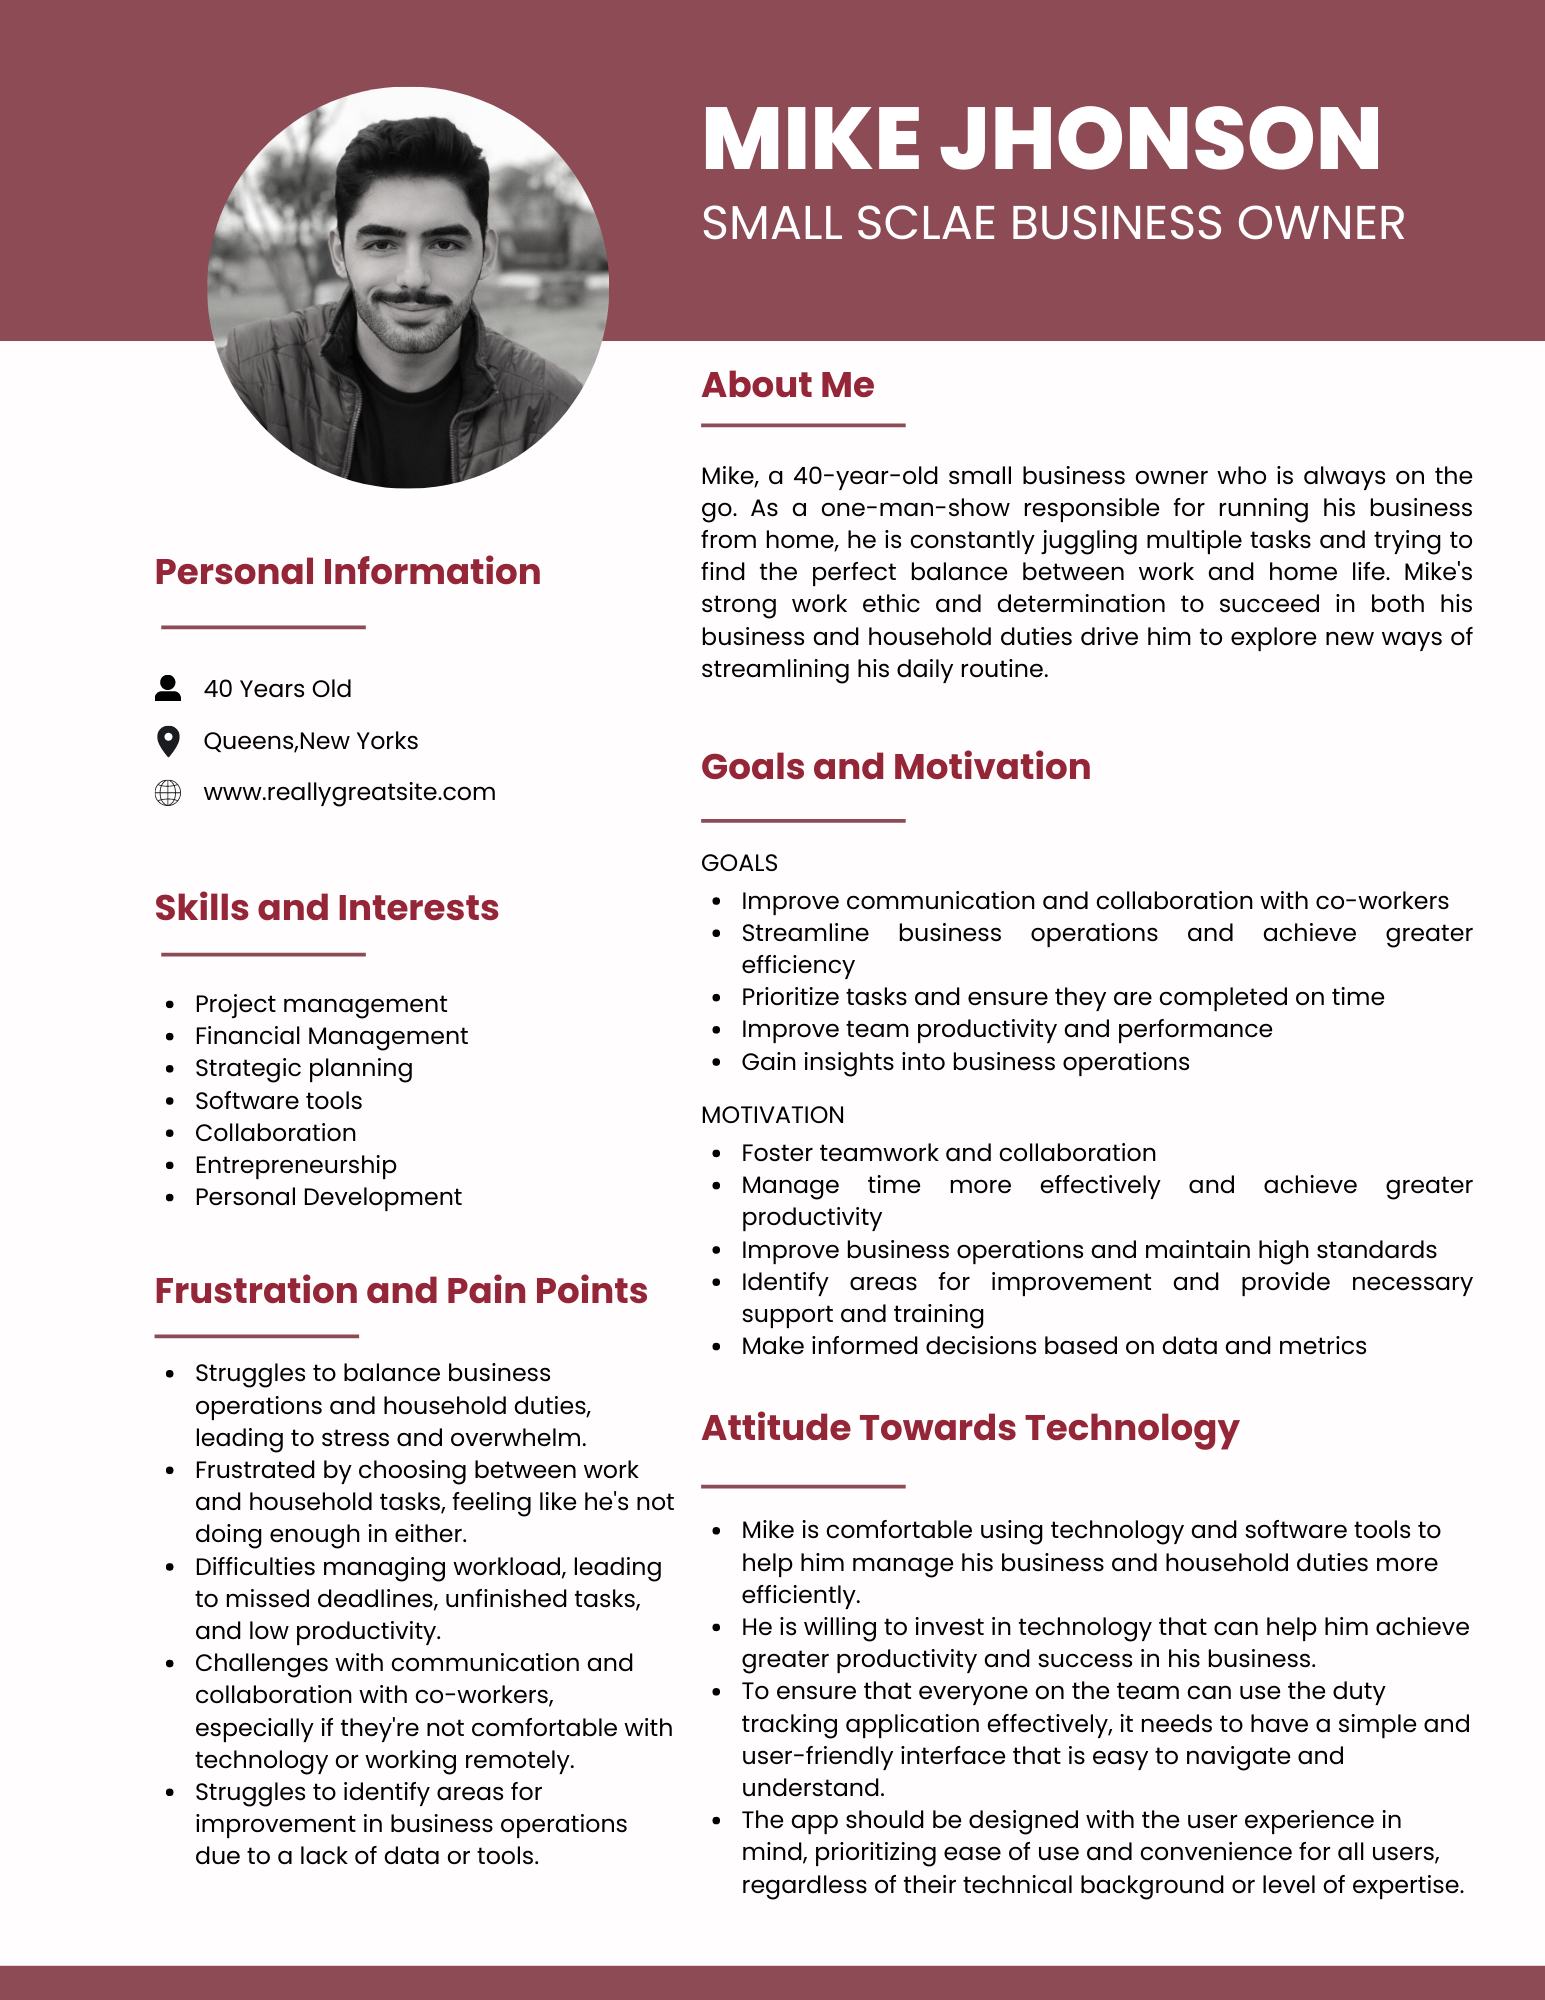 MIKE JHONSON
SMALL SCLAE BUSINESS OWNER
Personal Information
40 Years Old
Queens,New Yorks
www.reallygreatsite.com
Skills and Interests
• Project management
• Financial Management
• Strategic planning
• Software tools
• Collaboration
• Entrepreneurship
• Personal Development
Frustration and Pain Points
• Struggles to balance business
operations and household duties,
leading to stress and overwhelm.
• Frustrated by choosing between work
and household tasks, feeling like he's not
doing enough in either.
• Difficulties managing workload, leading
to missed deadlines, unfinished tasks,
and low productivity.
• Challenges with communication and
collaboration with co-workers,
especially if they're not comfortable with
technology or working remotely.
• Struggles to identify areas for
improvement in business operations
due to a lack of data or tools.
About Me
Mike, a 40-year-old small business owner who is always on the
go. As a one-man-show responsible for running his business
from home, he is constantly juggling multiple tasks and trying to
find the perfect balance between work and home life. Mike's
strong work ethic and determination to succeed in both his
business and household duties drive him to explore new ways of
streamlining his daily routine.
Goals and Motivation
GOALS
• Improve communication and collaboration with co-workers
• Streamline business operations and achieve greater
efficiency
• Prioritize tasks and ensure they are completed on time
• Improve team productivity and performance
• Gain insights into business operations
MOTIVATION
• Foster teamwork and collaboration
• Manage time more effectively and achieve greater
productivity
• Improve business operations and maintain high standards
• Identify areas for improvement and provide necessary
support and training
• Make informed decisions based on data and metrics
Attitude Towards Technology
• Mike is comfortable using technology and software tools to
help him manage his business and household duties more
efficiently.
• He is willing to invest in technology that can help him achieve
greater productivity and success in his business.
• To ensure that everyone on the team can use the duty
tracking application effectively, it needs to have a simple and
user-friendly interface that is easy to navigate and
understand.
• The app should be designed with the user experience in
mind, prioritizing ease of use and convenience for all users,
regardless of their technical background or level of expertise.